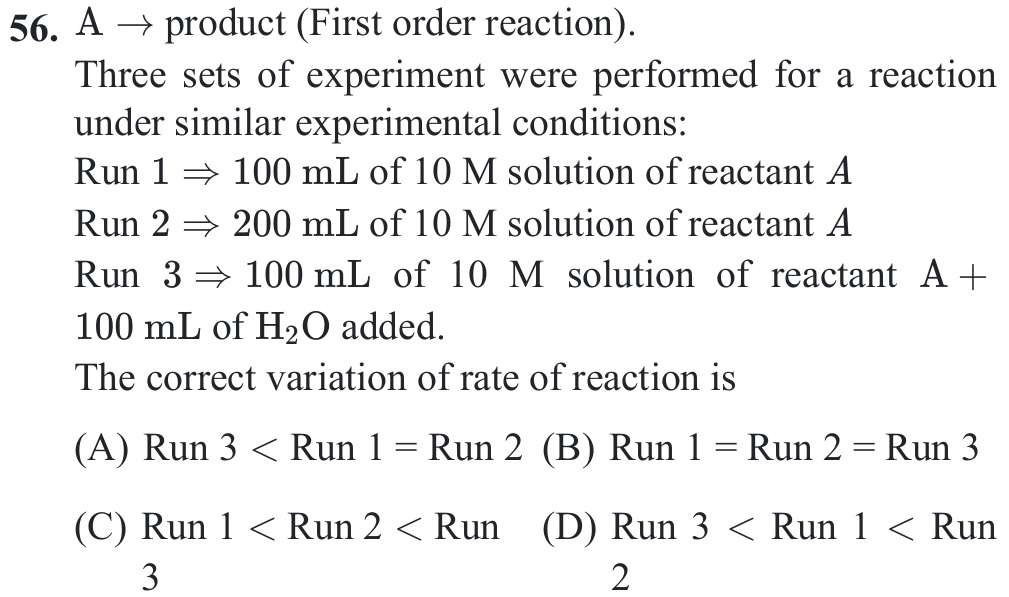 56. A → product (First order reaction).
Three sets of experiment were performed for a reaction
under similar experimental conditions:
Run 1 ⇒ 100 mL of 10 M solution of reactant A
Run 2 ⇒ 200 mL of 10 M solution of reactant A
Run 3 ⇒ 100 mL of 10 M solution of reactant A +
100 mL of H₂O added.
The correct variation of rate of reaction is
(A) Run 3 < Run 1 = Run 2 (B) Run 1 = Run 2 = Run 3
(C) Run 1 < Run 2 < Run (D) Run 3 < Run 1 < Run
3 2